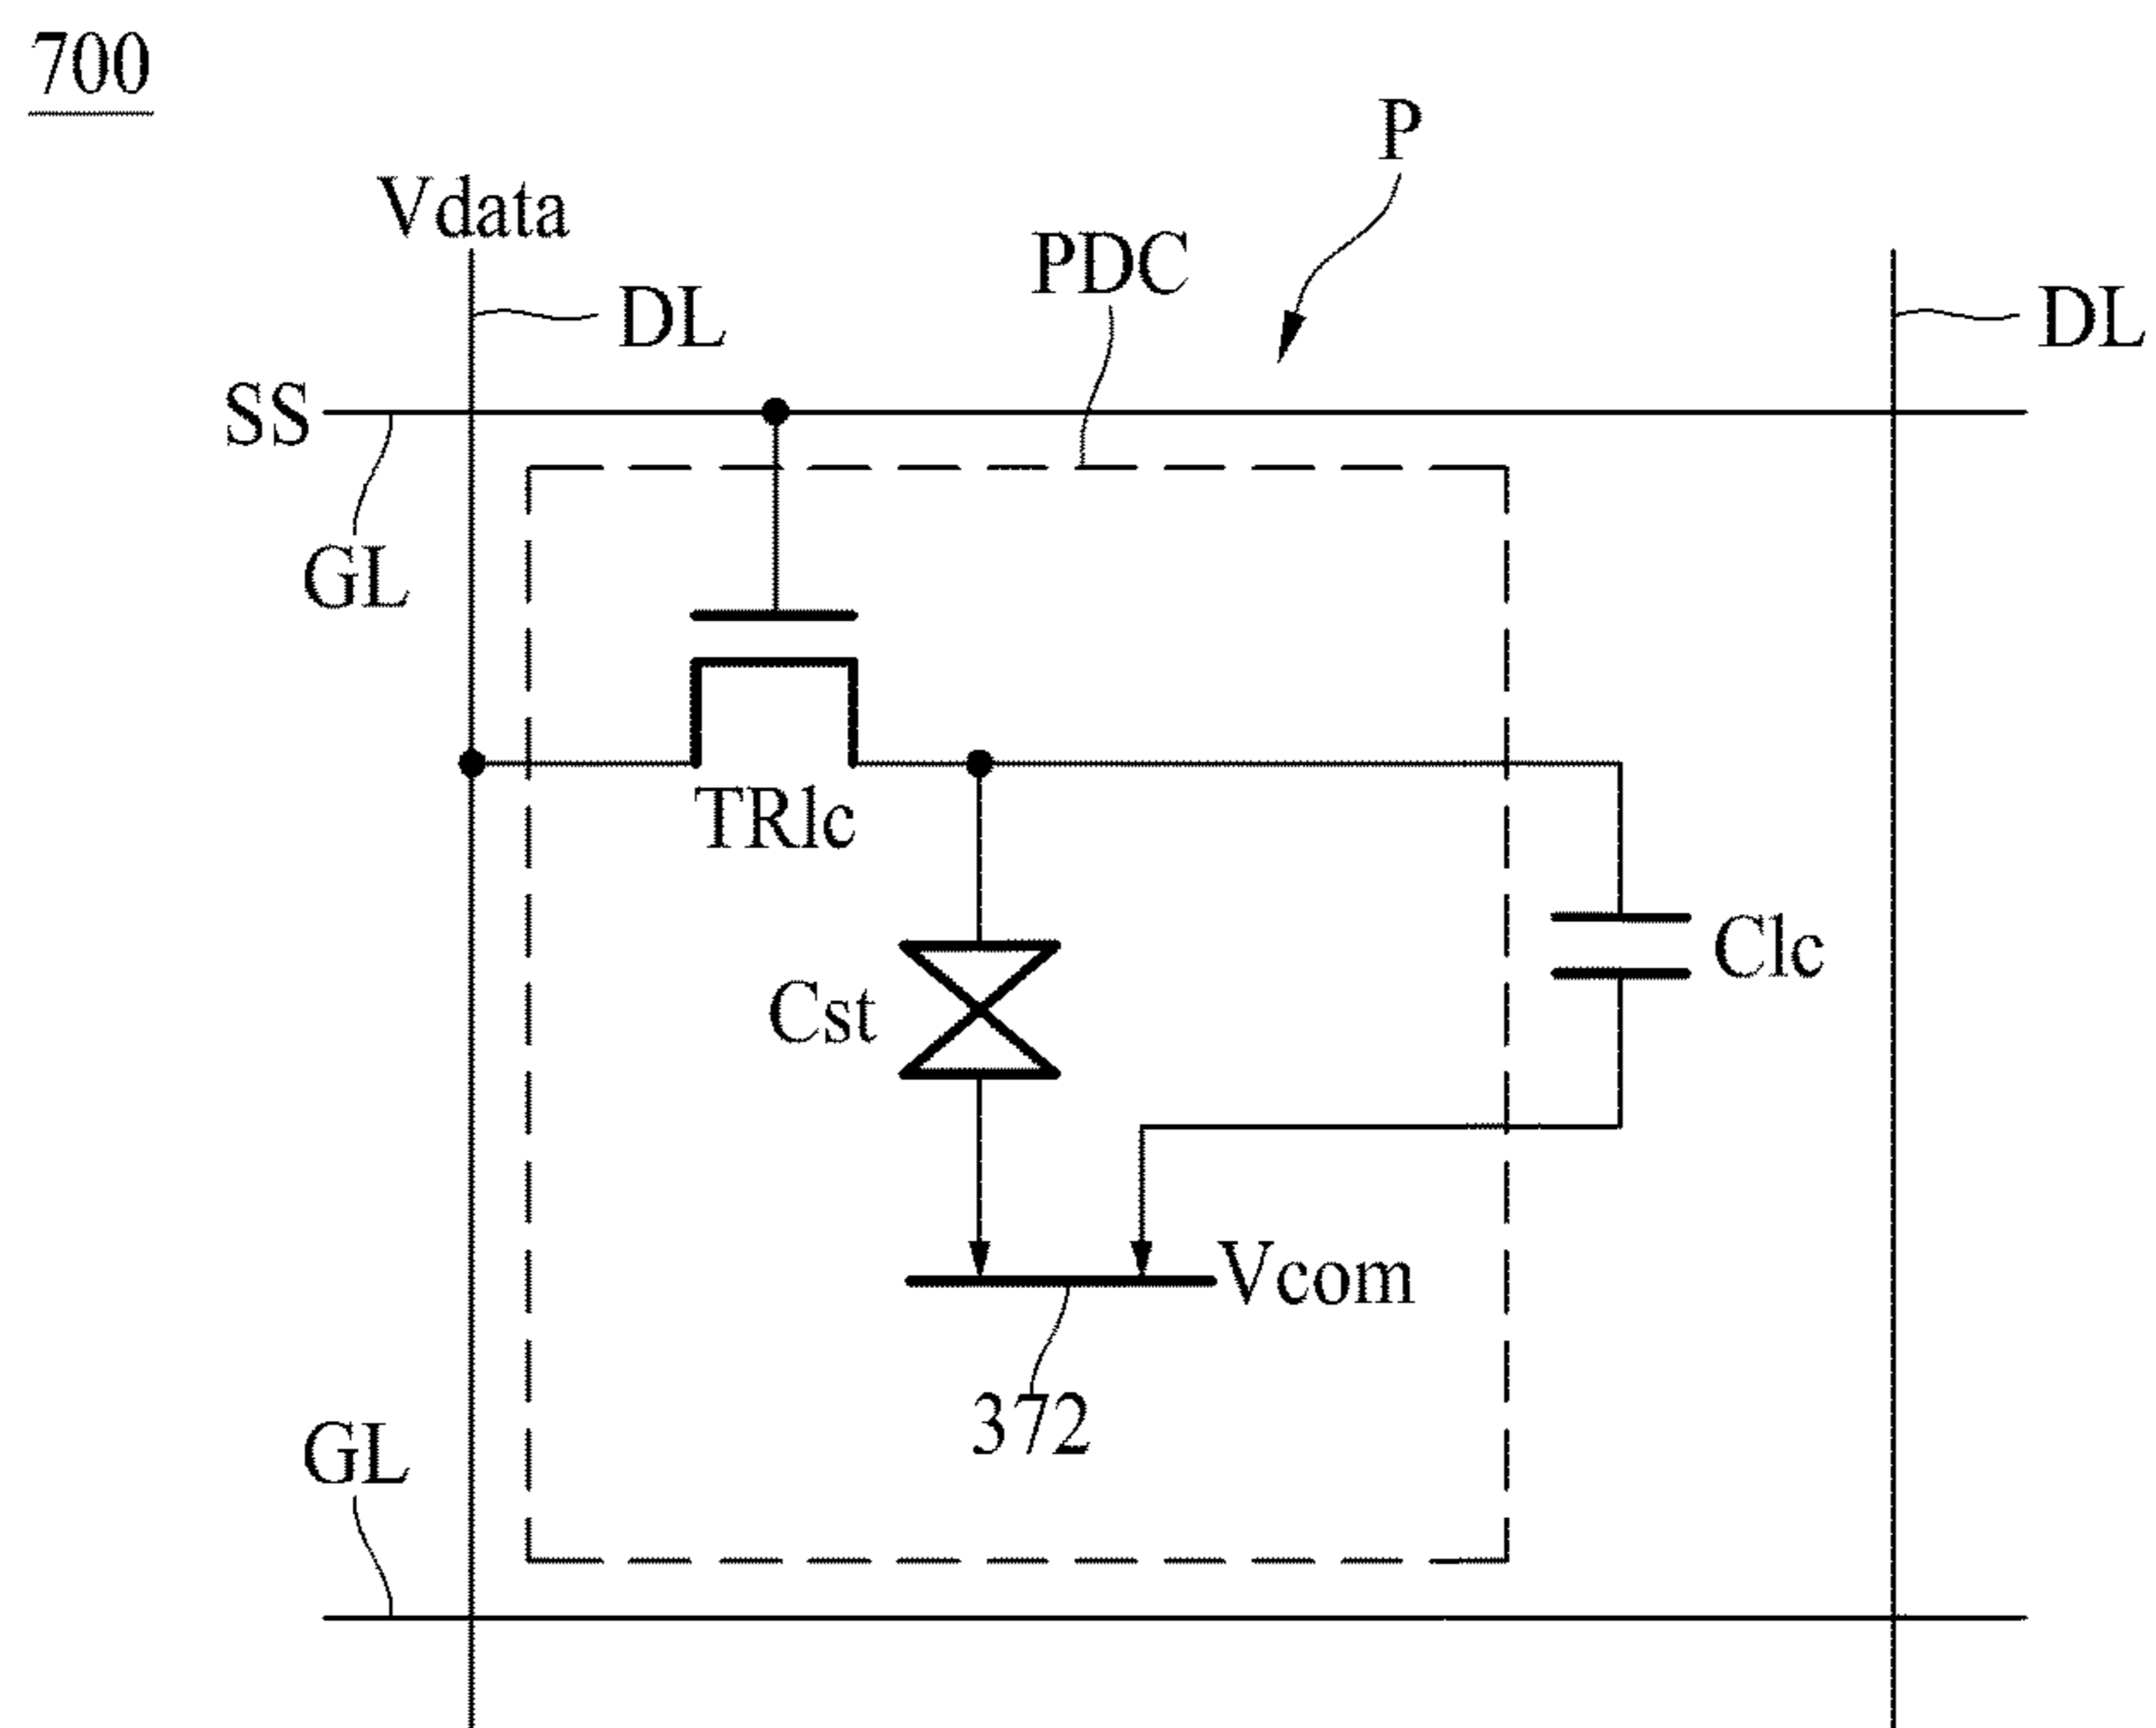 700
P
Vdata
PDC
DL
DL
SS
GL
TRlc
Clc
Cst
Vcom
372
GL